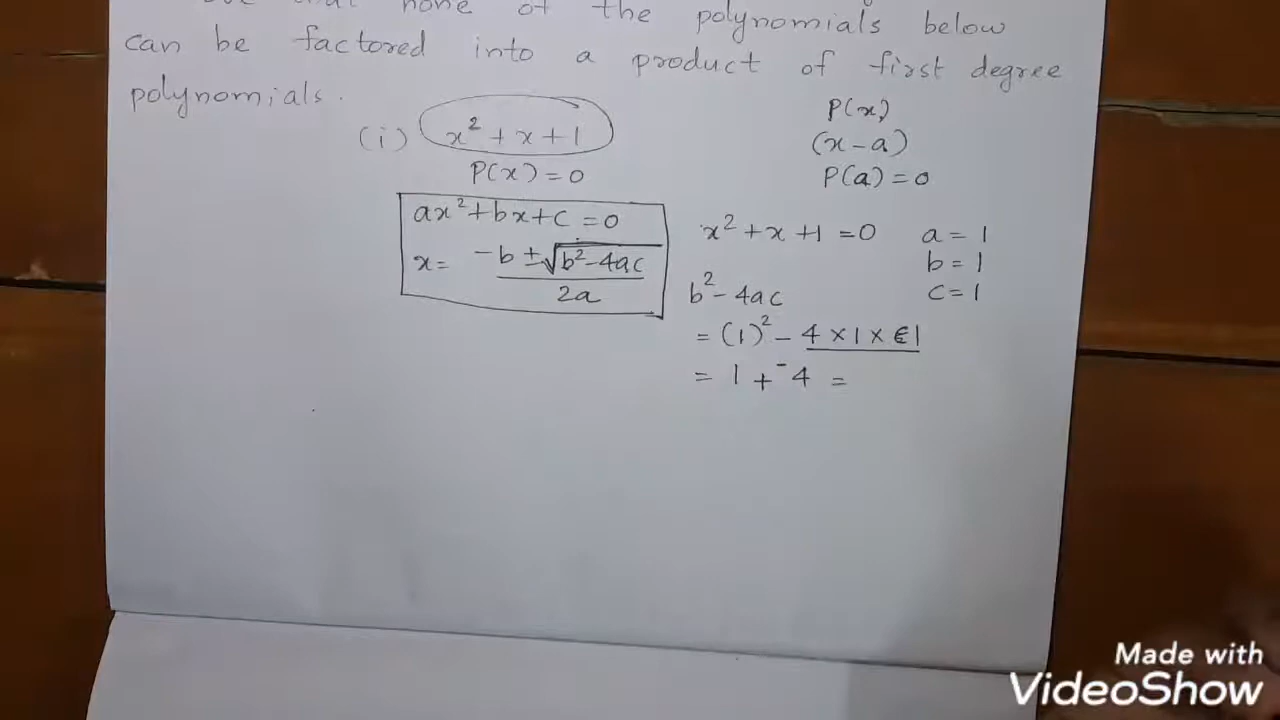 none of the polynomials below
can be factored into a product of first degree
polynomials.
(i) x² + x + 1
P(x) = 0
P(x)
(x - a)
P(a) = 0
ax² + bx + c = 0
x = -b ± √b² - 4ac
2a
x² + x + 1 = 0
a = 1
b = 1
c = 1
b² - 4ac
= (1)² - 4 × 1 × 1
= 1 + ⁻4 =
Made with
VideoShow